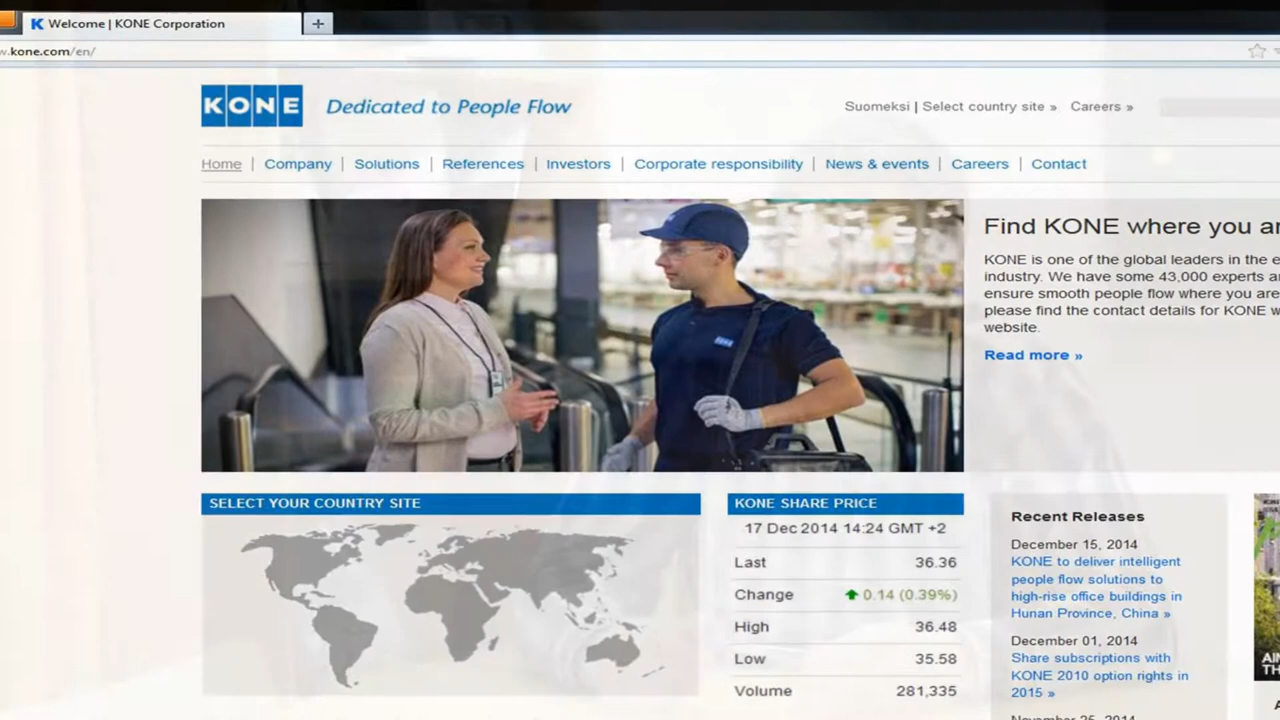 Welcome | KONE Corporation
w.kone.com/en/
KONE
Dedicated to People Flow
Suomeksi | Select country site »
Careers »
Home | Company | Solutions | References | Investors | Corporate responsibility | News & events | Careers | Contact
KONE
Find KONE where you
KONE is one of the global leaders in the
industry. We have some 43,000 experts
ensure smooth people flow where you are
please find the contact details for KONE
website.
Read more »
SELECT YOUR COUNTRY SITE
KONE SHARE PRICE
17 Dec 2014 14:24 GMT +2
Last 36.36
Change 0.14 (0.39%)
High 36.48
Low 35.58
Volume 281,335
Recent Releases
December 15, 2014
KONE to deliver intelligent
people flow solutions to
high-rise office buildings in
Hunan Province, China »
December 01, 2014
Share subscriptions with
KONE 2010 option rights in
2015 »